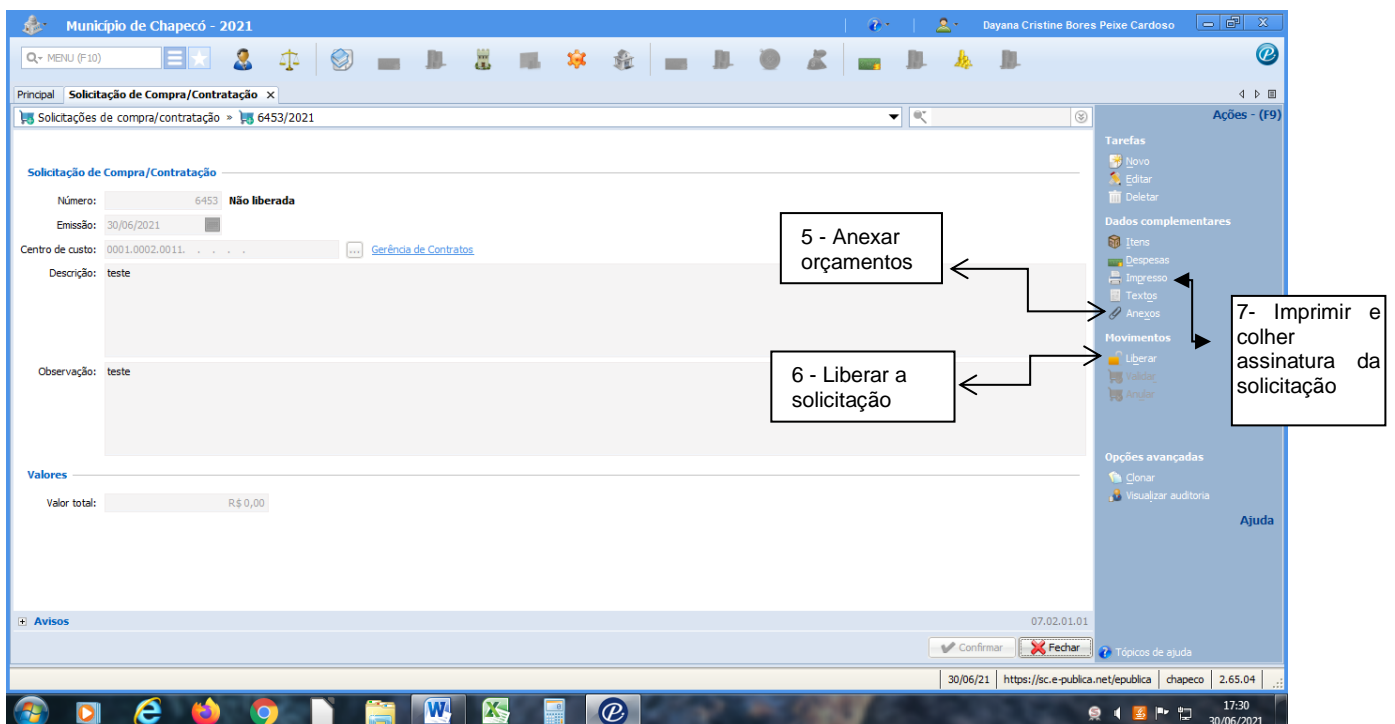 Município de Chapecó - 2021
Dayana Cristine Bores Peixe Cardoso
MENU (F10)
Principal Solicitação de Compra/Contratação x
Solicitações de compra/contratação » 6453/2021
Ações - (F9)
Tarefas
Novo
Editar
Deletar
Dados complementares
Itens
Despesas
Impresso
Textos
Anexos
Movimentos
Liberar
Validar
Anular
Opções avançadas
Clonar
Visualizar auditoria
Ajuda
Tópicos de ajuda
Solicitação de Compra/Contratação
Número: 6453 Não liberada
Emissão: 30/06/2021
Centro de custo: 0001.0002.0011. . . . . ... Gerência de Contratos
Descrição: teste
Observação: teste
Valores
Valor total: R$ 0,00
5 - Anexar
orçamentos
6 - Liberar a
solicitação
7- Imprimir e
colher
assinatura da
solicitação
Avisos
07.02.01.01
Confirmar Fechar
30/06/21 https://sc.e-publica.net/epublica chapeco 2.65.04
17:30
30/06/2021